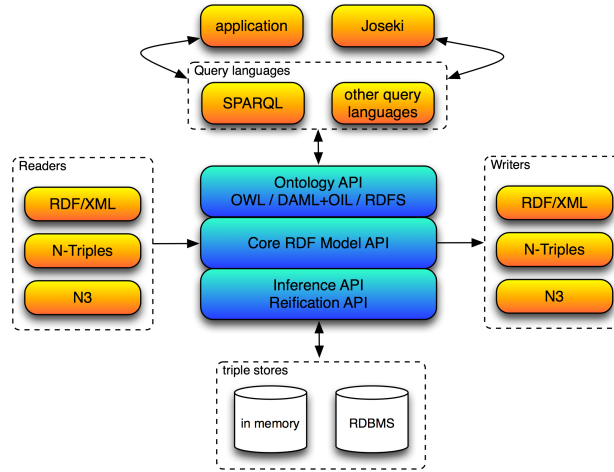 application
Joseki
Query languages
SPARQL
other query
languages
Readers
RDF/XML
N-Triples
N3
Ontology API
OWL / DAML+OIL / RDFS
Core RDF Model API
Inference API
Reification API
Writers
RDF/XML
N-Triples
N3
triple stores
in memory
RDBMS